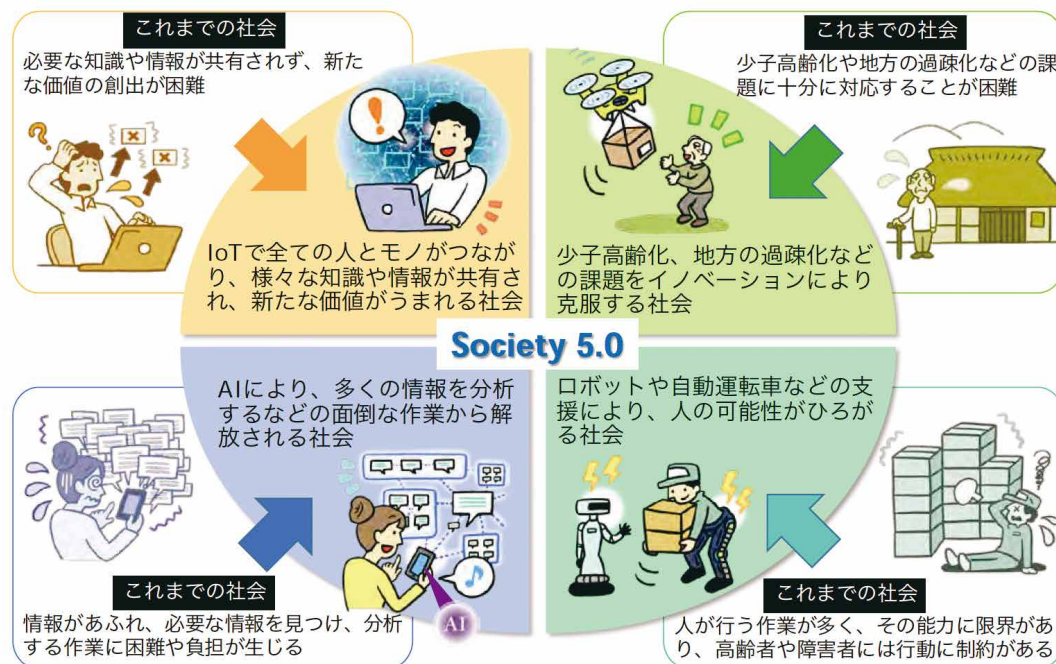 これまでの社会
必要な知識や情報が共有されず、新た
な価値の創出が困難
これまでの社会
少子高齢化や地方の過疎化などの課
題に十分に対応することが困難
IoTで全ての人とモノがつなが
り、様々な知識や情報が共有さ
れ、新たな価値がうまれる社会
少子高齢化、地方の過疎化など
の課題をイノベーションにより
克服する社会
Society 5.0
AIにより、多くの情報を分析
するなどの面倒な作業から解
放される社会
ロボットや自動運転車などの支
援により、人の可能性がひろが
る社会
AI
これまでの社会
情報があふれ、必要な情報を見つけ、分析
する作業に困難や負担が生じる
これまでの社会
人が行う作業が多く、その能力に限界があ
り、高齢者や障害者には行動に制約がある